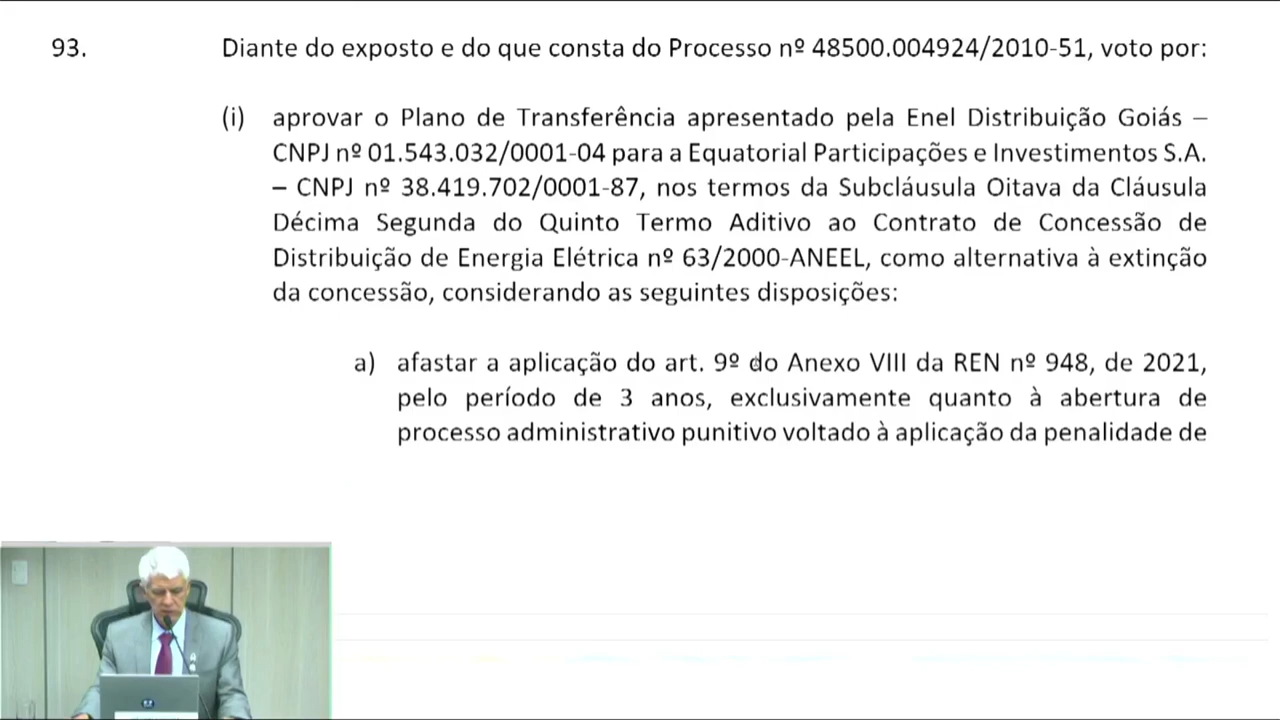 93. Diante do exposto e do que consta do Processo nº 48500.004924/2010-51, voto por:
(i) aprovar o Plano de Transferência apresentado pela Enel Distribuição Goiás –
CNPJ nº 01.543.032/0001-04 para a Equatorial Participações e Investimentos S.A.
– CNPJ nº 38.419.702/0001-87, nos termos da Subcláusula Oitava da Cláusula
Décima Segunda do Quinto Termo Aditivo ao Contrato de Concessão de
Distribuição de Energia Elétrica nº 63/2000-ANEEL, como alternativa à extinção
da concessão, considerando as seguintes disposições:
a) afastar a aplicação do art. 9º do Anexo VIII da REN nº 948, de 2021,
pelo período de 3 anos, exclusivamente quanto à abertura de
processo administrativo punitivo voltado à aplicação da penalidade de